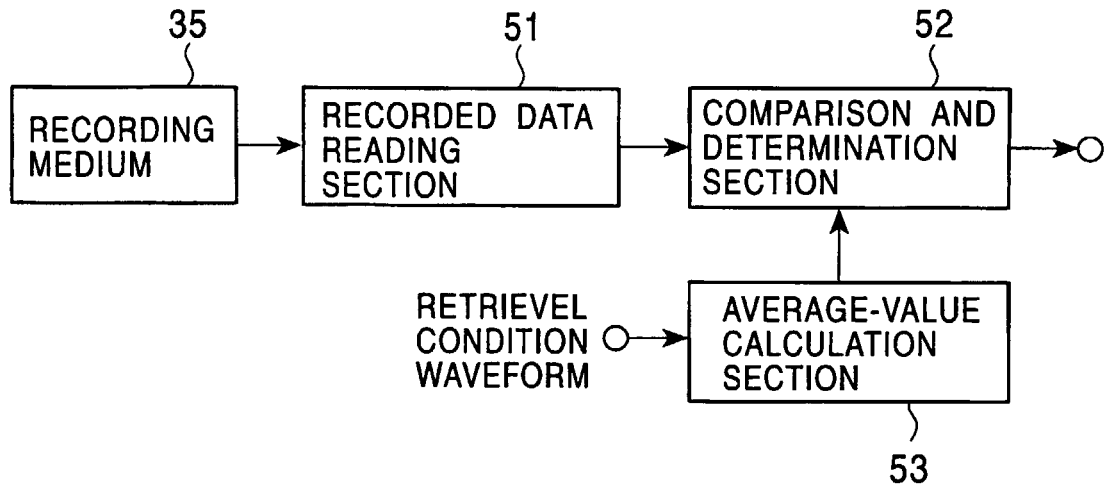 35
51
52
RECORDING
MEDIUM
RECORDED DATA
READING
SECTION
COMPARISON AND
DETERMINATION
SECTION
RETRIEVEL
CONDITION
WAVEFORM
AVERAGE-VALUE
CALCULATION
SECTION
53